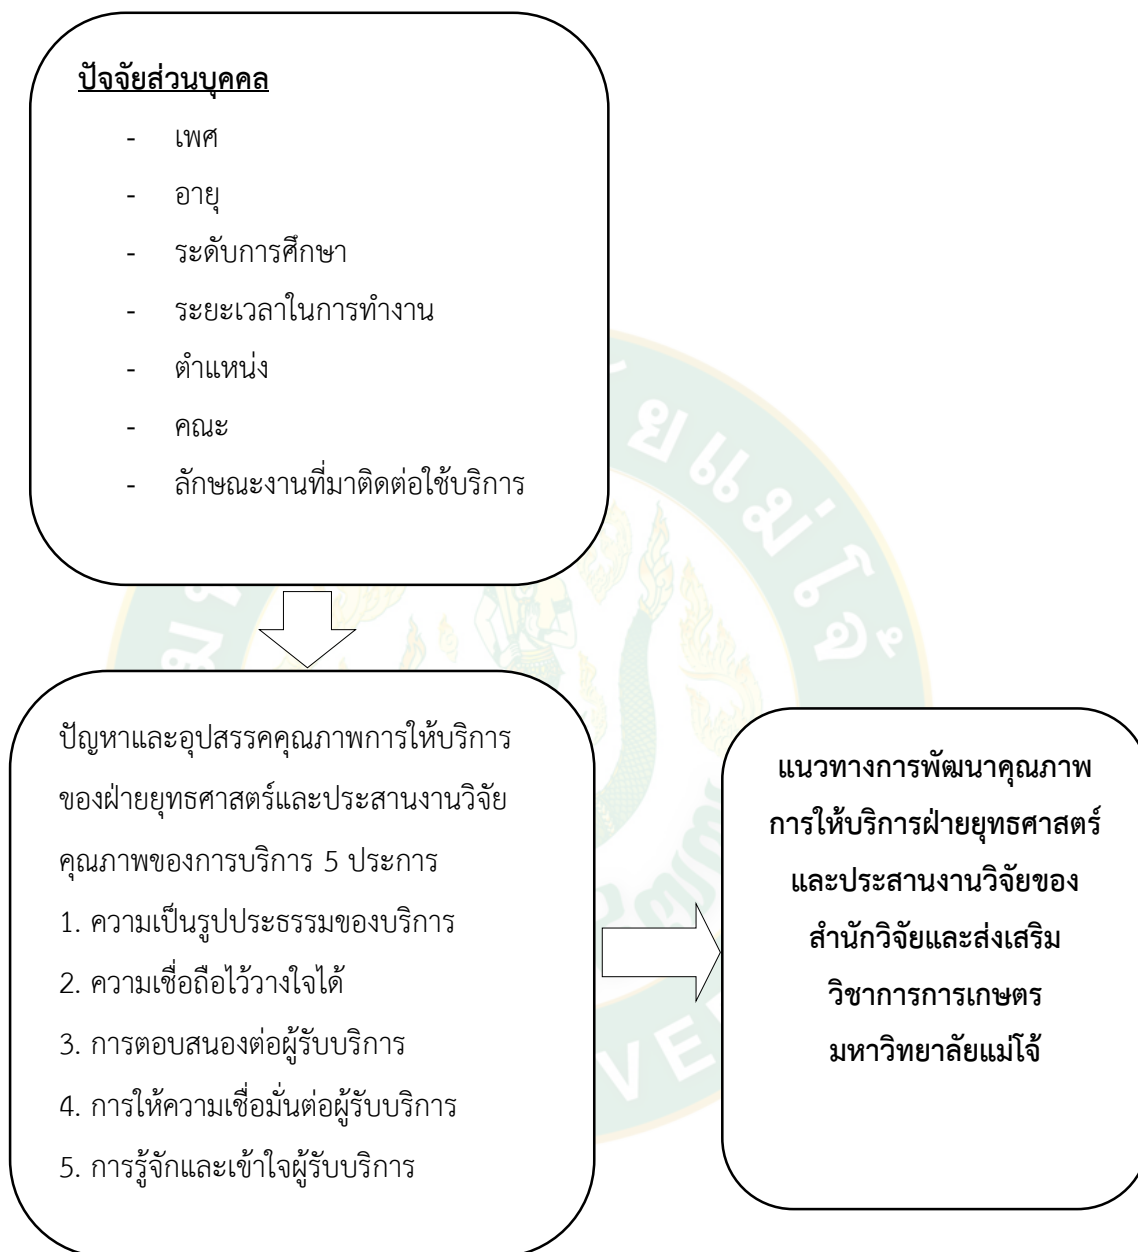 ปัจจัยส่วนบุคคล
- เพศ
- อายุ
- ระดับการศึกษา
- ระยะเวลาในการทำงาน
- ตำแหน่ง
- คณะ
- ลักษณะงานที่มาติดต่อใช้บริการ
ปัญหาและอุปสรรคคุณภาพการให้บริการ
ของฝ่ายยุทธศาสตร์และประสานงานวิจัย
คุณภาพของการบริการ 5 ประการ
1. ความเป็นรูปประธรรมของบริการ
2. ความเชื่อถือไว้วางใจได้
3. การตอบสนองต่อผู้รับบริการ
4. การให้ความเชื่อมั่นต่อผู้รับบริการ
5. การรู้จักและเข้าใจผู้รับบริการ
แนวทางการพัฒนาคุณภาพ
การให้บริการฝ่ายยุทธศาสตร์
และประสานงานวิจัยของ
สำนักวิจัยและส่งเสริม
วิชาการการเกษตร
มหาวิทยาลัยแม่โจ้